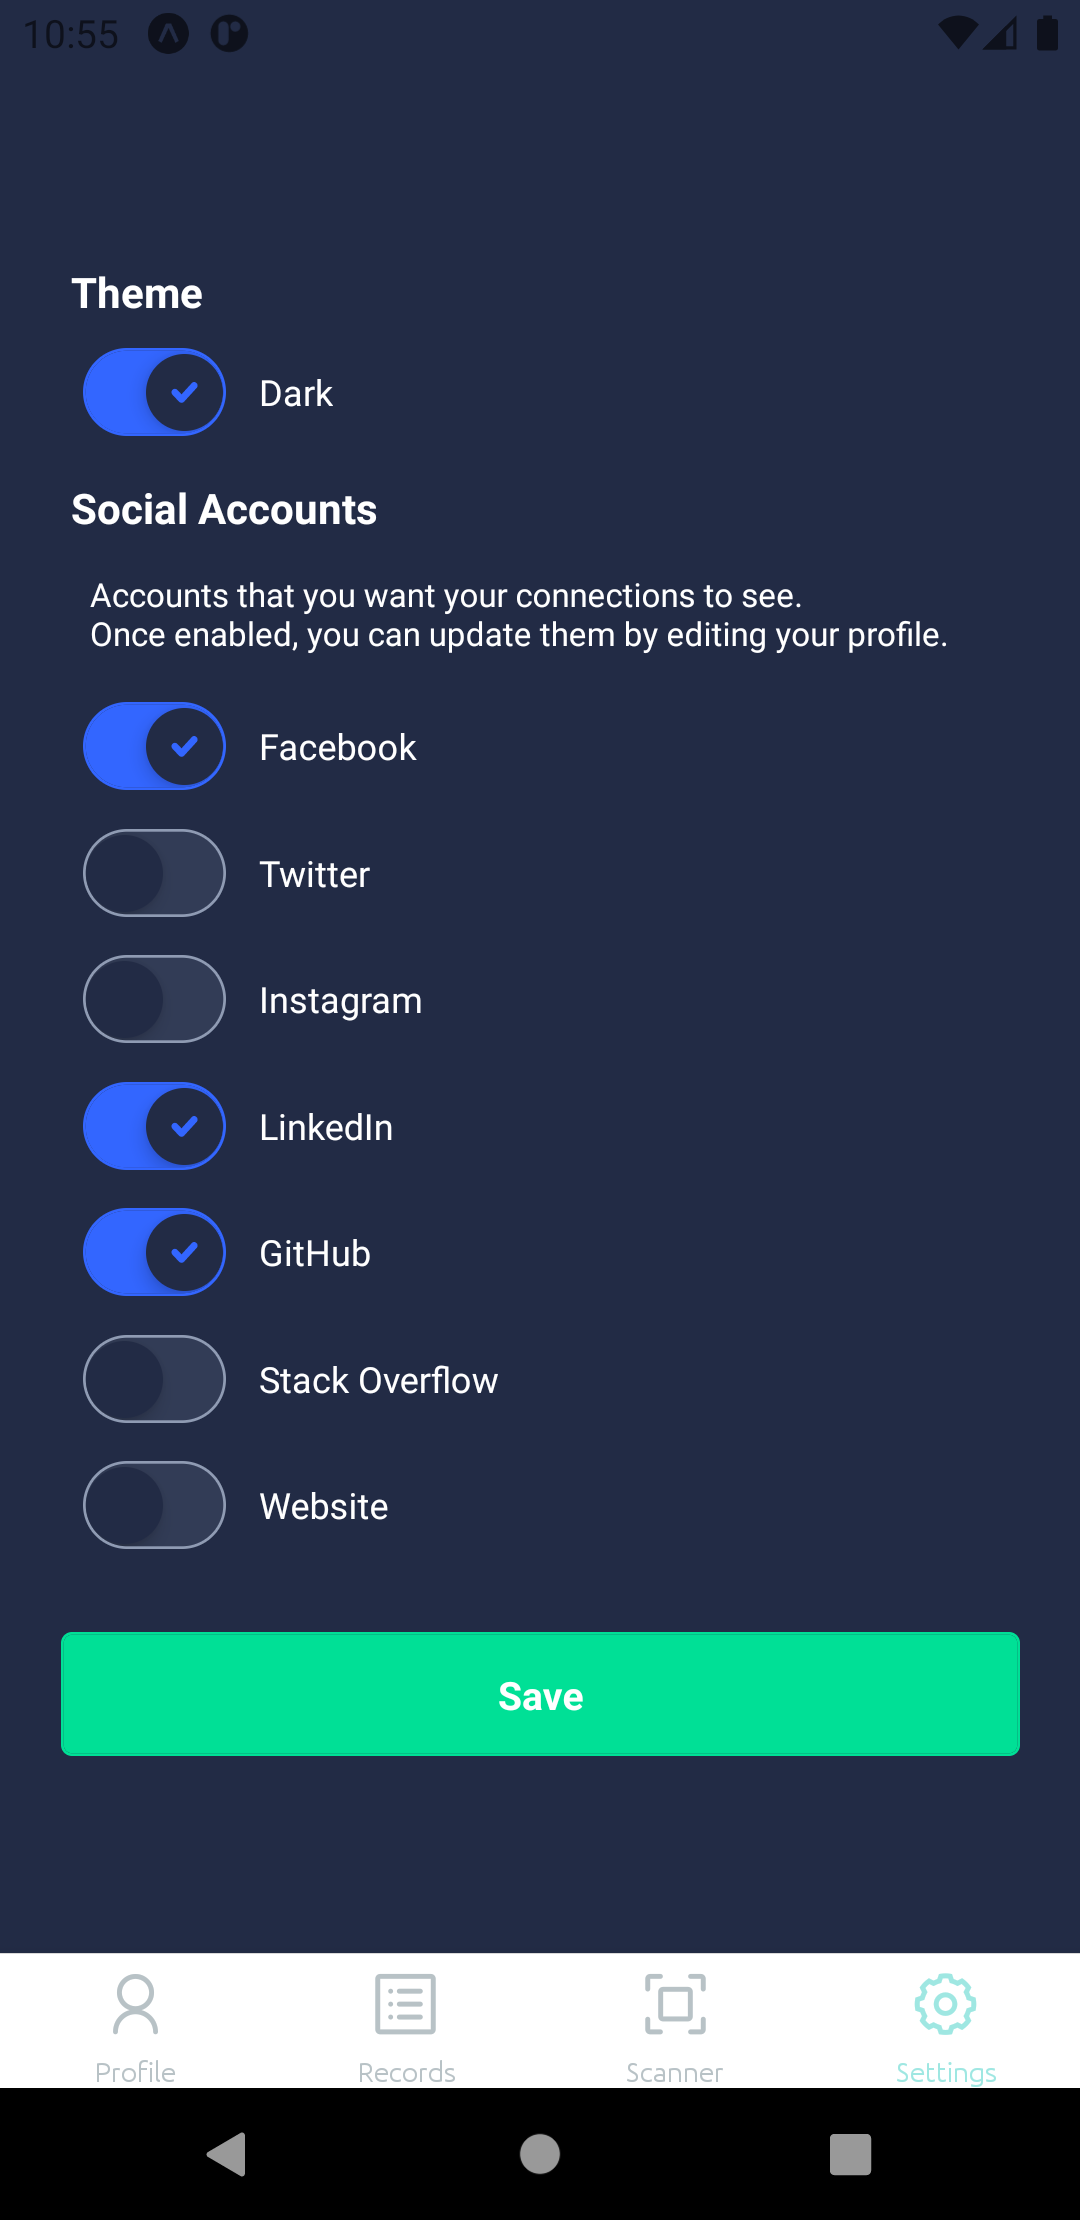 10:55
Theme
Dark
Social Accounts
Accounts that you want your connections to see.
Once enabled, you can update them by editing your profile.
Facebook
Twitter
Instagram
LinkedIn
GitHub
Stack Overflow
Website
Save
Profile Records Scanner Settings